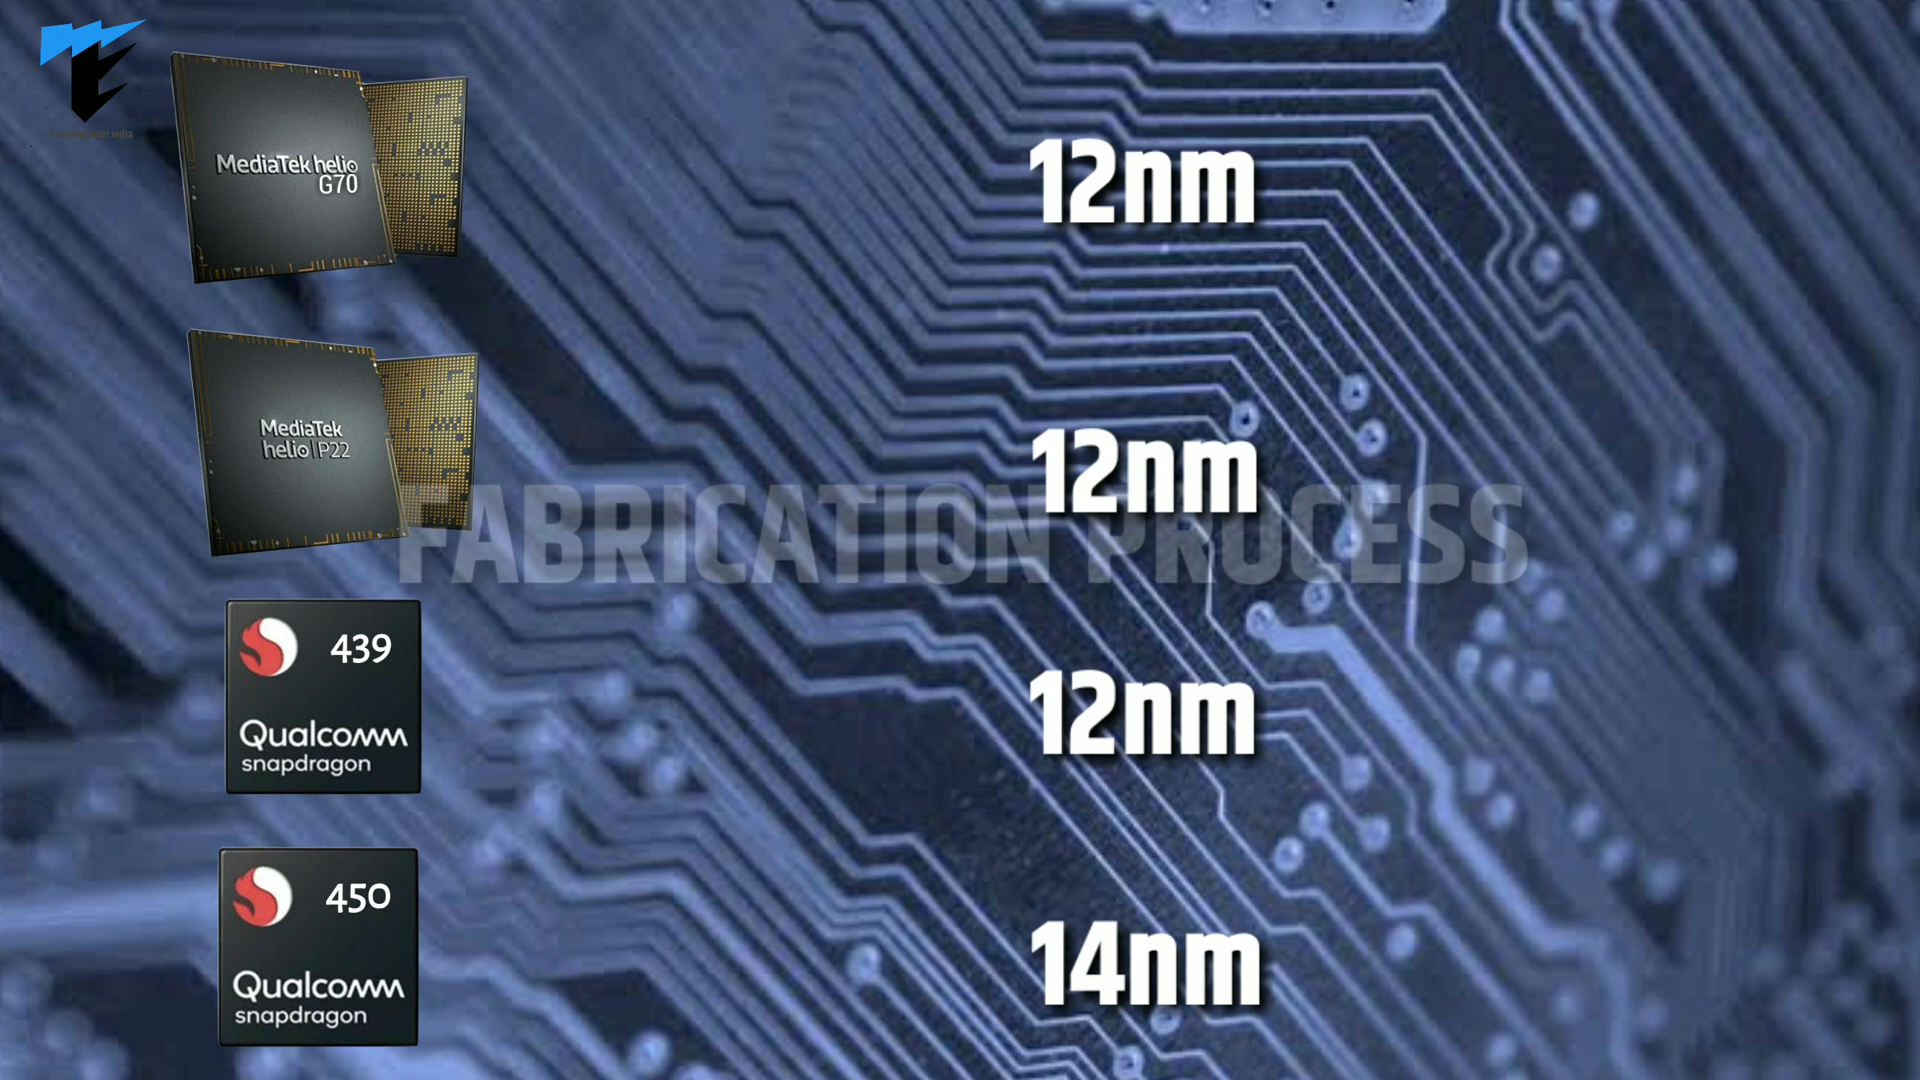 MediaTek helio
G70
12nm
MediaTek
helio P22
12nm
FABRICATION PROCESS
439
Qualcomm
snapdragon
12nm
450
Qualcomm
snapdragon
14nm